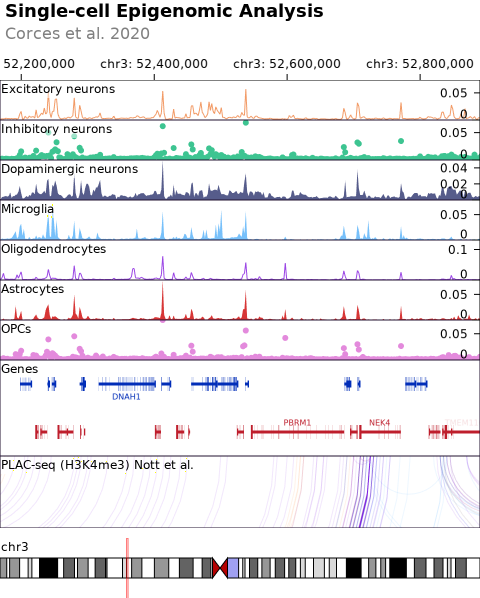 Single-cell Epigenomic Analysis
Corces et al. 2020
52,200,000 chr3: 52,400,000 chr3: 52,600,000 chr3: 52,800,000
Excitatory neurons 0.05
0
Inhibitory neurons 0.05
0
Dopaminergic neurons 0.04
0.02
0
Microglia 0.05
0
Oligodendrocytes 0.1
0
Astrocytes 0.05
0
OPCs 0.05
0
Genes
DNAH1
PBRM1 NEK4
PLAC-seq (H3K4me3) Nott et al.
chr3